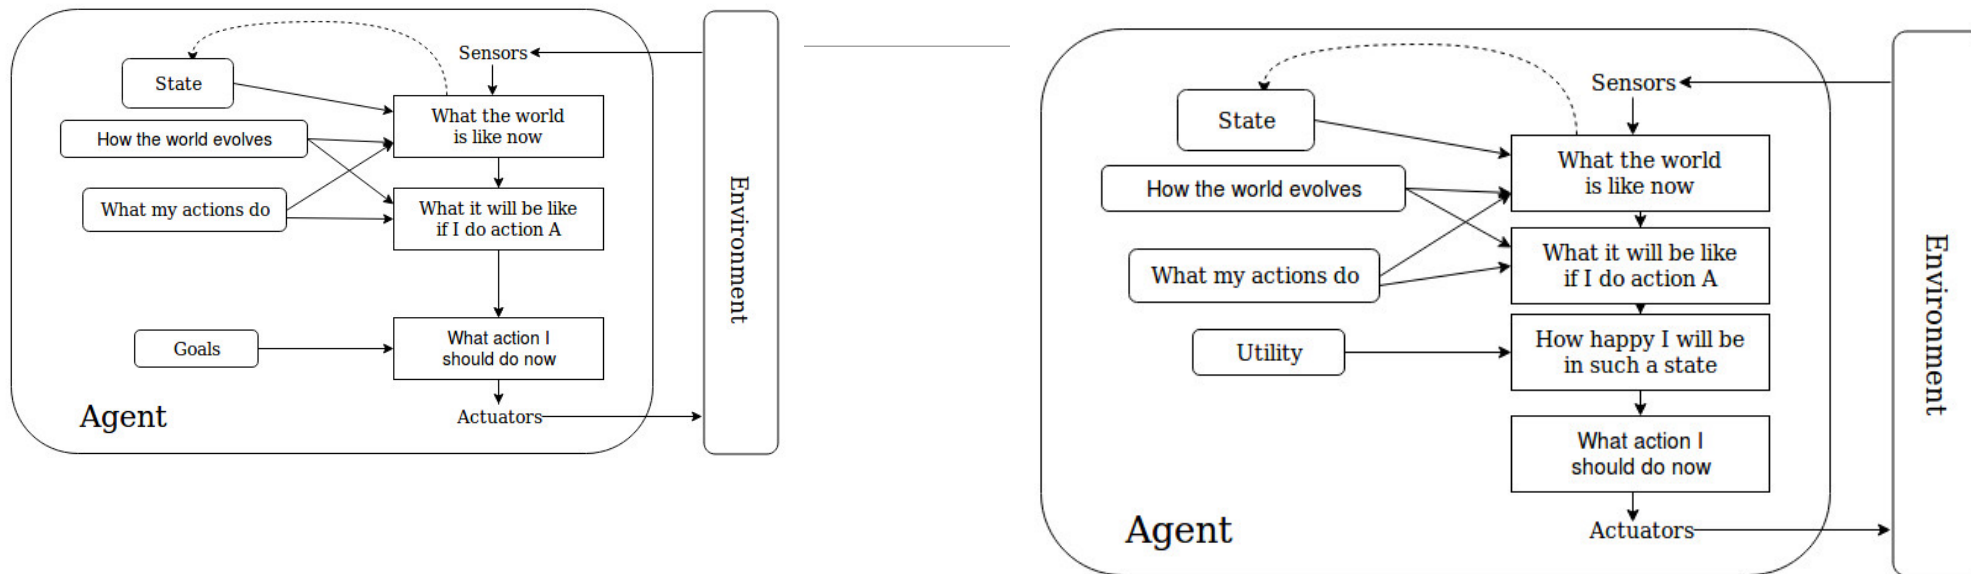 Sensors
State
What the world
is like now
How the world evolves
What my actions do
What it will be like
if I do action A
Goals
What action I
should do now
Agent
Actuators
Environment
Sensors
State
What the world
is like now
How the world evolves
What my actions do
What it will be like
if I do action A
Utility
How happy I will be
in such a state
What action I
should do now
Agent
Actuators
Environment